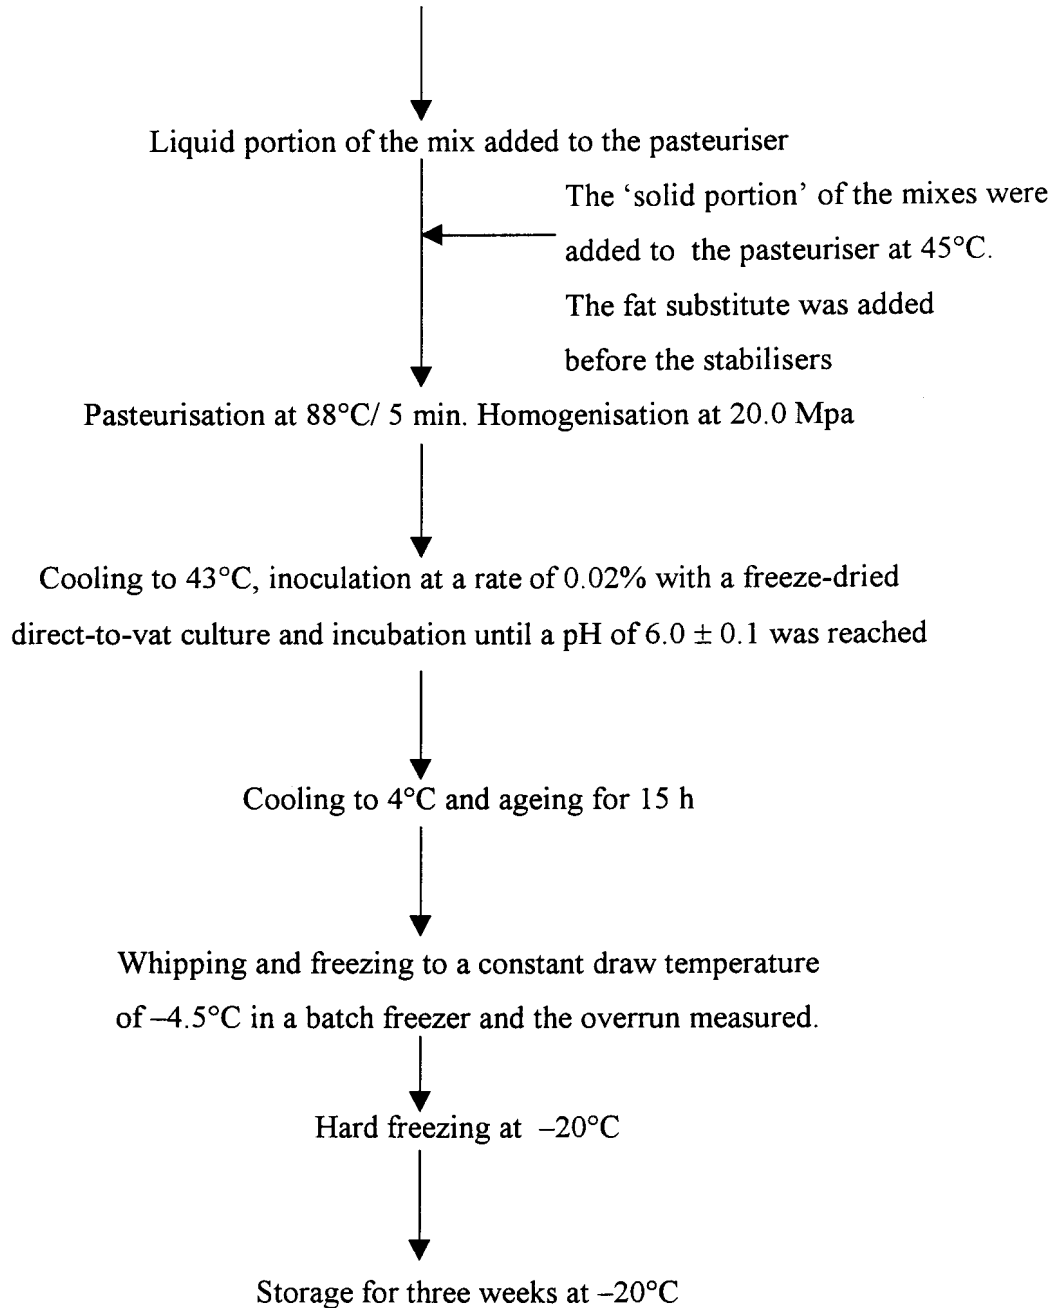 Liquid portion of the mix added to the pasteuriser
The ‘solid portion’ of the mixes were
added to the pasteuriser at 45°C.
The fat substitute was added
before the stabilisers
Pasteurisation at 88°C/ 5 min. Homogenisation at 20.0 Mpa
Cooling to 43°C, inoculation at a rate of 0.02% with a freeze-dried
direct-to-vat culture and incubation until a pH of 6.0 ± 0.1 was reached
Cooling to 4°C and ageing for 15 h
Whipping and freezing to a constant draw temperature
of –4.5°C in a batch freezer and the overrun measured.
Hard freezing at –20°C
Storage for three weeks at –20°C